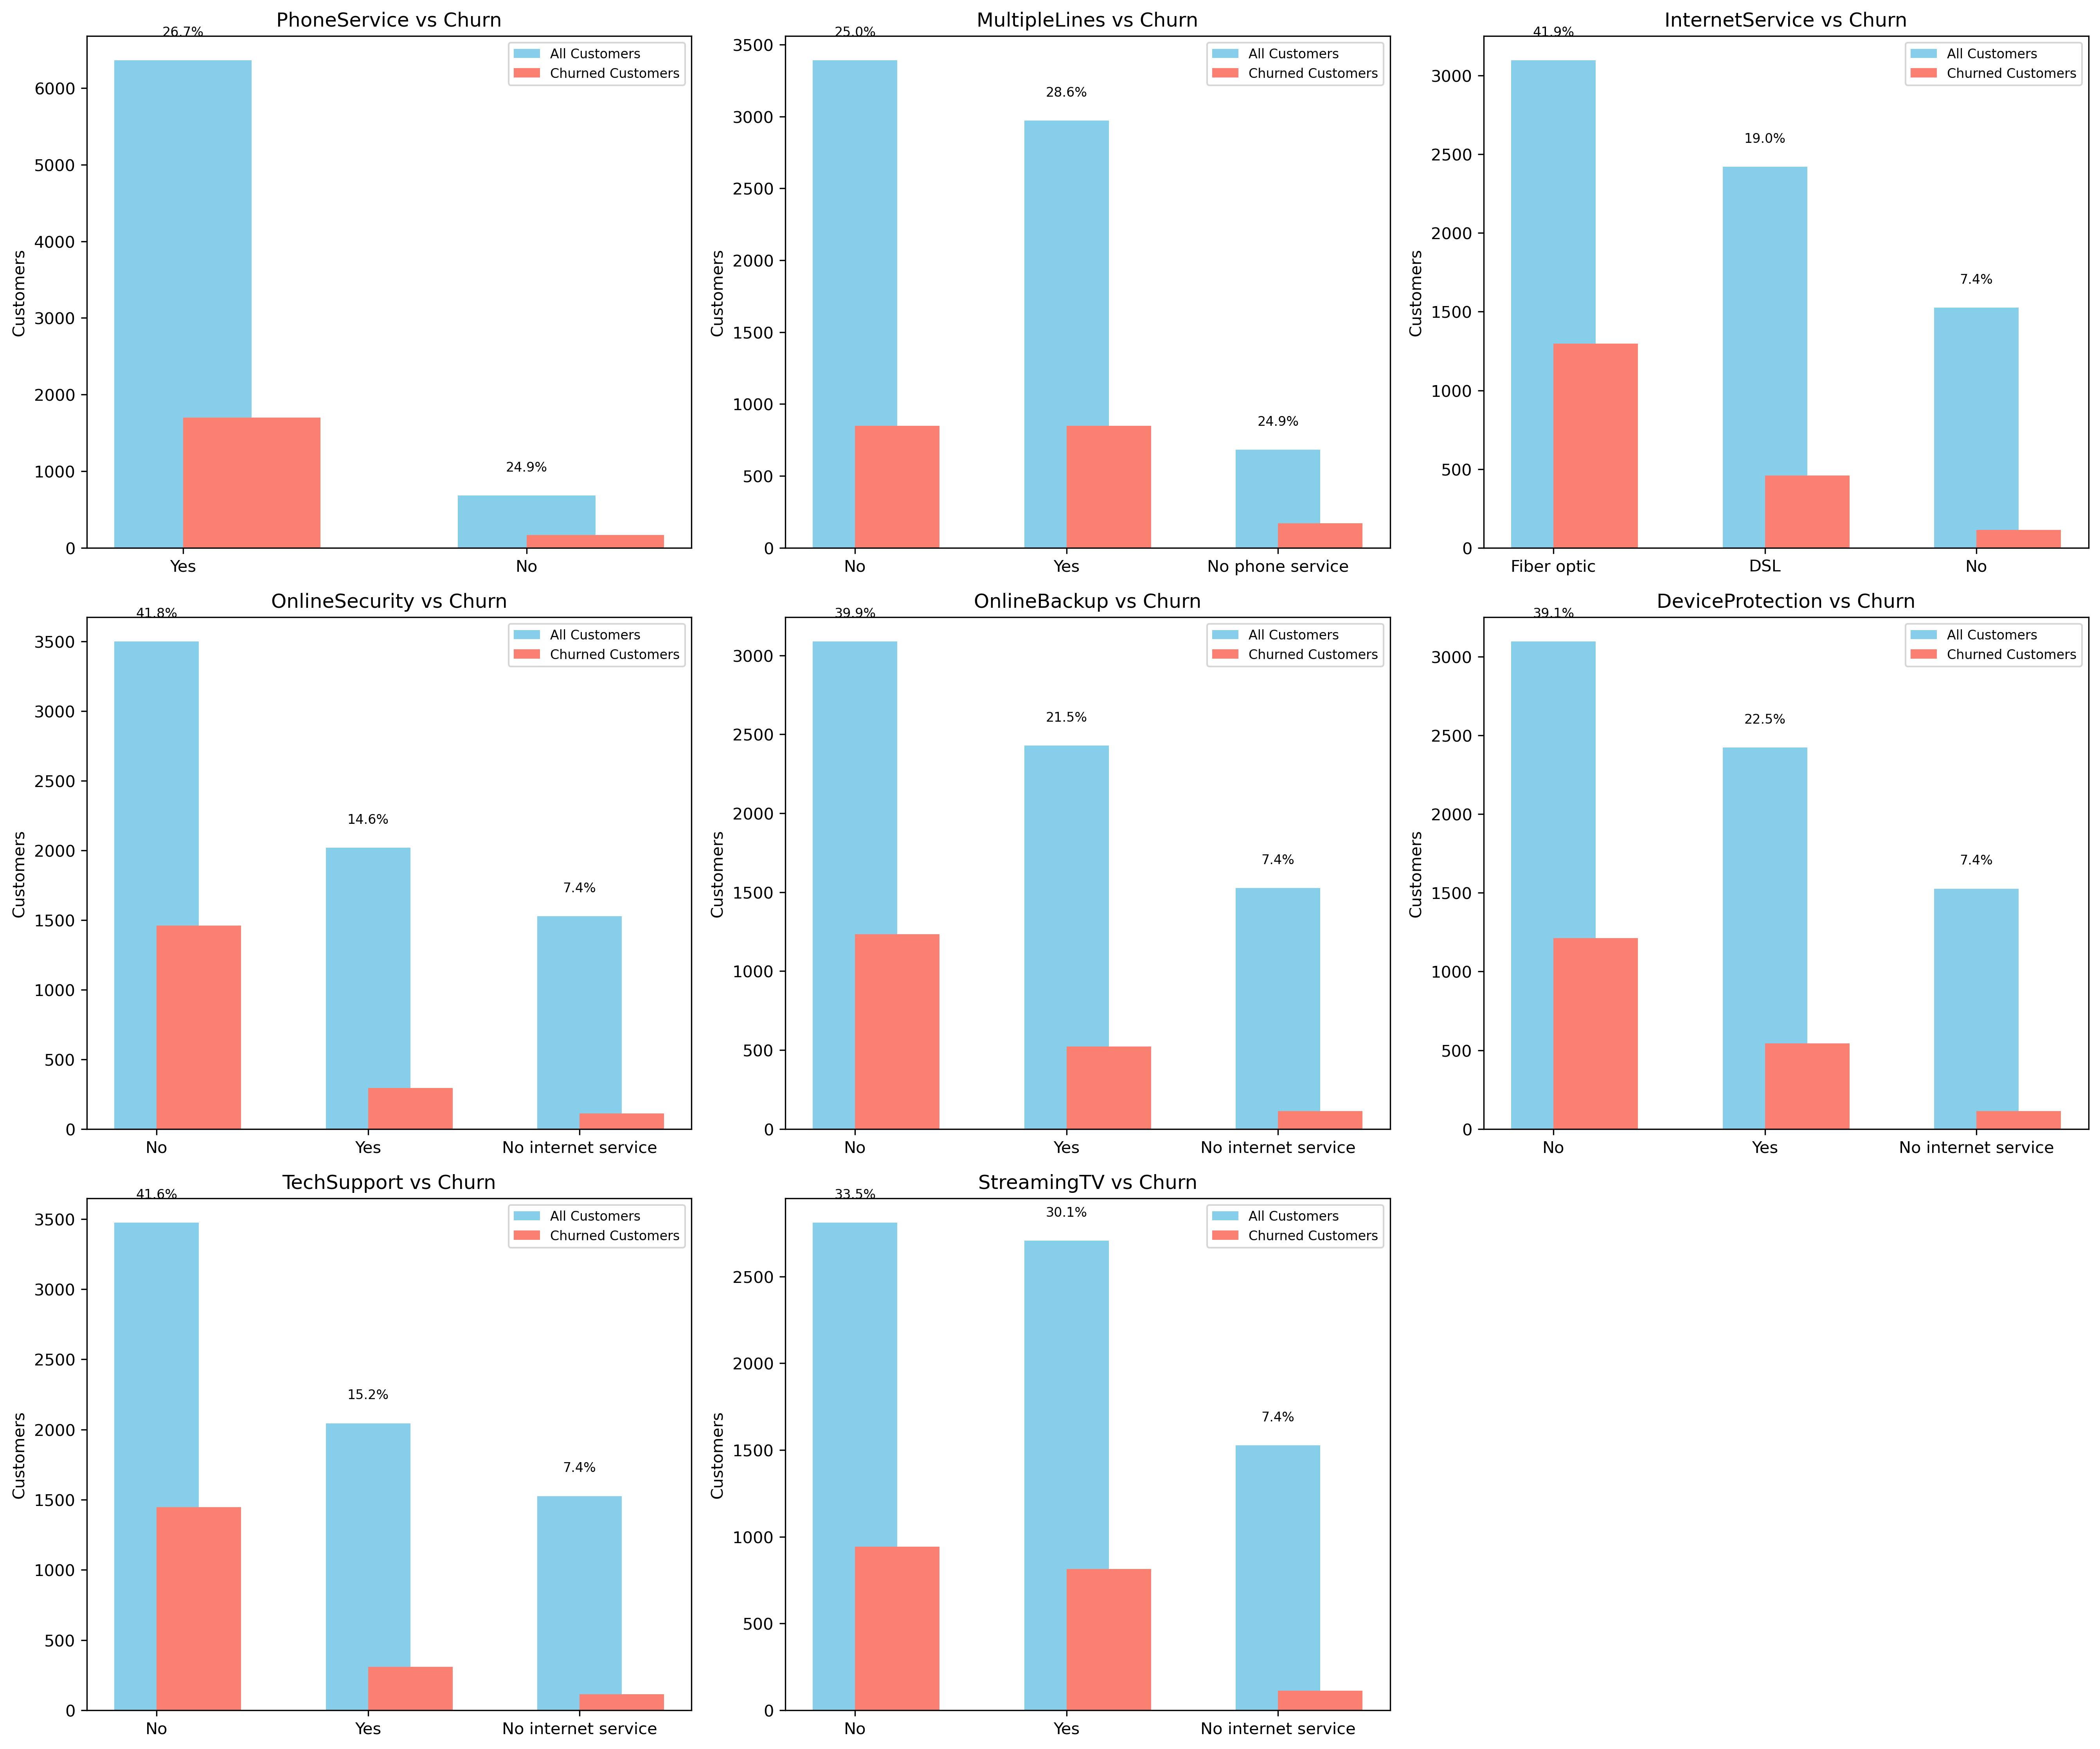 PhoneService vs Churn
26.7%
All Customers
Churned Customers
6000
5000
4000
3000
2000
1000
0
24.9%
Customers
Yes
No
MultipleLines vs Churn
25.0%
All Customers
Churned Customers
3500
3000
2500
2000
1500
1000
500
0
28.6%
24.9%
Customers
No
Yes
No phone service
InternetService vs Churn
41.9%
All Customers
Churned Customers
3000
2500
2000
1500
1000
500
0
19.0%
7.4%
Customers
Fiber optic
DSL
No
OnlineSecurity vs Churn
41.8%
All Customers
Churned Customers
3500
3000
2500
2000
1500
1000
500
0
14.6%
7.4%
Customers
No
Yes
No internet service
OnlineBackup vs Churn
39.9%
All Customers
Churned Customers
3000
2500
2000
1500
1000
500
0
21.5%
7.4%
Customers
No
Yes
No internet service
DeviceProtection vs Churn
39.1%
All Customers
Churned Customers
3000
2500
2000
1500
1000
500
0
22.5%
7.4%
Customers
No
Yes
No internet service
TechSupport vs Churn
41.6%
All Customers
Churned Customers
3500
3000
2500
2000
1500
1000
500
0
15.2%
7.4%
Customers
No
Yes
No internet service
StreamingTV vs Churn
33.5%
All Customers
Churned Customers
2500
2000
1500
1000
500
0
30.1%
7.4%
Customers
No
Yes
No internet service